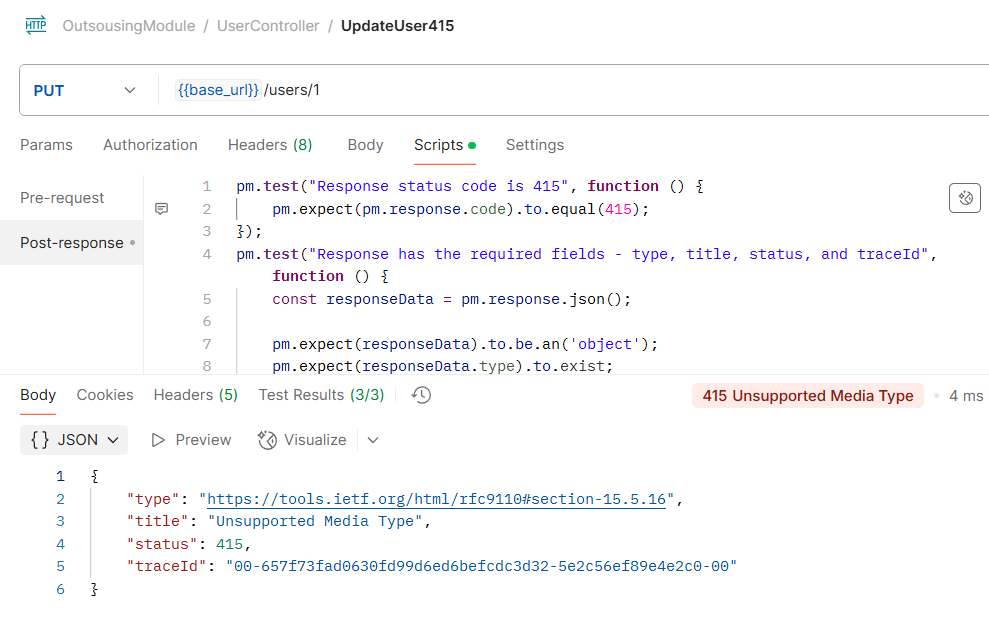 HTTP OutsousingModule / UserController / UpdateUser415
PUT {{base_url}} /users/1
Params Authorization Headers (8) Body Scripts Settings
Pre-request
Post-response
1 pm.test("Response status code is 415", function () {
2 pm.expect(pm.response.code).to.equal(415);
3 });
4 pm.test("Response has the required fields - type, title, status, and traceId",
function () {
5 const responseData = pm.response.json();
6
7 pm.expect(responseData).to.be.an('object');
8 pm.expect(responseData.type).to.exist;
Body Cookies Headers (5) Test Results (3/3) 415 Unsupported Media Type 4 ms
{} JSON Preview Visualize
1 {
2 "type": "https://tools.ietf.org/html/rfc9110#section-15.5.16",
3 "title": "Unsupported Media Type",
4 "status": 415,
5 "traceId": "00-657f73fad0630fd99d6ed6befcdc3d32-5e2c56ef89e4e2c0-00"
6 }